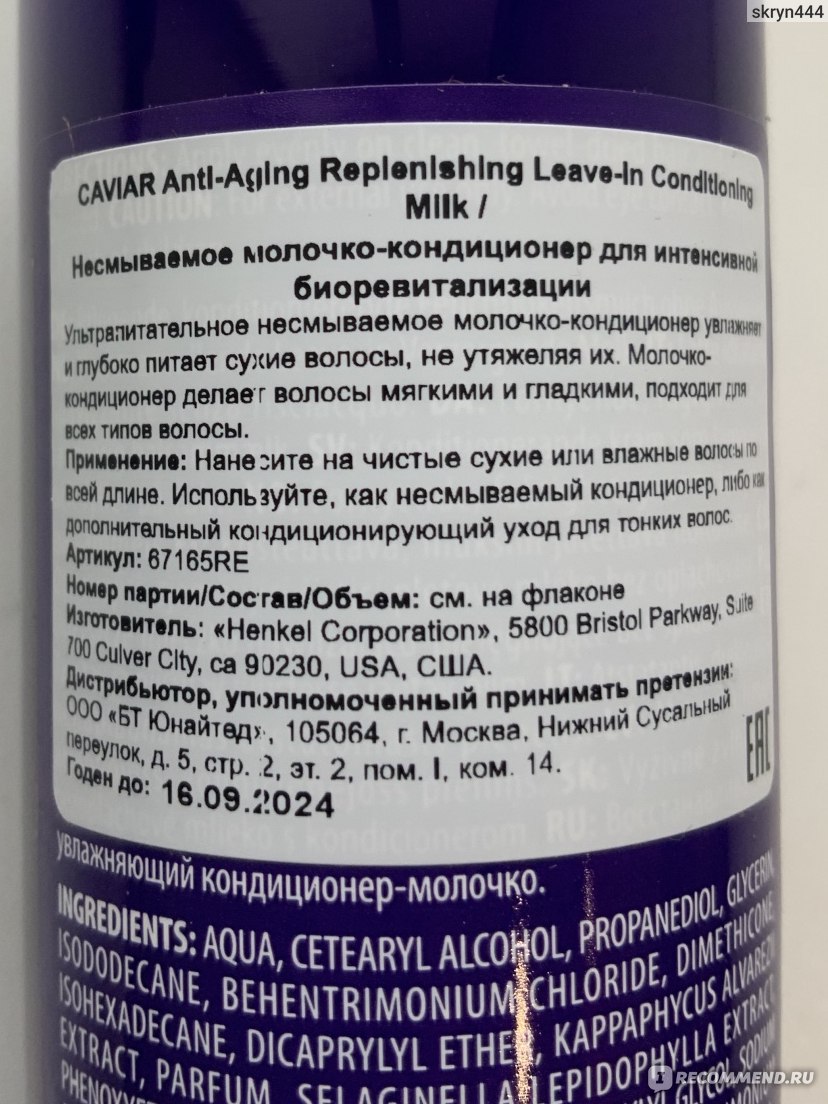 skryn444
CAVIAR Anti-Aging Replenishing Leave-In Conditioning
Milk /
Несмываемое молочко-кондиционер для интенсивной
биоревитализации
Ультрапитательное несмываемое молочко-кондиционер увлажняет
и глубоко питает сухие волосы, не утяжеляя их. Молочко-
кондиционер делает волосы мягкими и гладкими, подходит для
всех типов волосы.
Применение: Нанесите на чистые сухие или влажные волосы по
всей длине. Используйте, как несмываемый кондиционер, либо как
дополнительный кондиционирующий уход для тонких волос.
Артикул: 67165RE
Номер партии/Состав/Объем: см. на флаконе
Изготовитель: «Henkel Corporation», 5800 Bristol Parkway, Suite
700 Culver City, ca 90230, USA, США.
Дистрибьютор, уполномоченный принимать претензии:
ООО «БТ Юнайтед», 105064, г. Москва, Нижний Сусальный
переулок, д. 5, стр. 2, эт. 2, пом. I, ком. 14.
Годен до: 16.09.2024
EAC
увлажняющий кондиционер-молочко.
INGREDIENTS: AQUA, CETEARYL ALCOHOL, PROPANEDIOL, GLYCERIN,
ISODODECANE, BEHENTRIMONIUM CHLORIDE, DIMETHICONE,
ISOHEXADECANE, DICAPRYLYL ETHER, KAPPAPHYCUS ALVAREZII
EXTRACT, PARFUM, SELAGINELLA LEPIDOPHYLLA EXTRACT
GLYCOL, SODIUM
RECOMMEND.RU